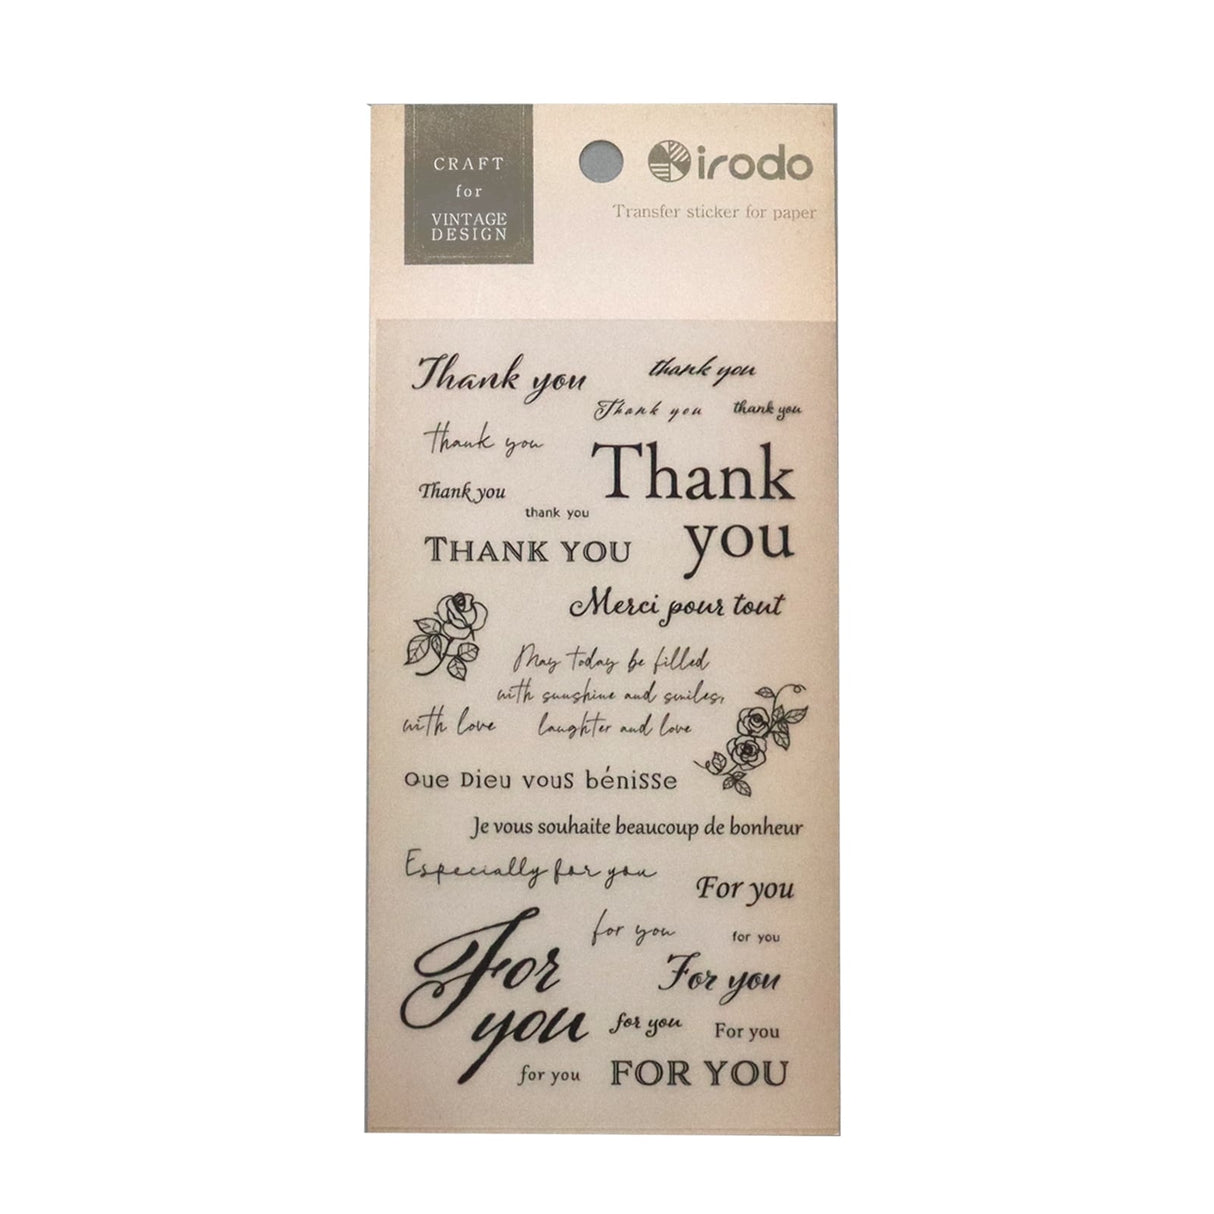 CRAFT
for
VINTAGE
DESIGN
irodo
Transfer sticker for paper
Thank you
thank you
Thank you
thank you
thank you
Thank
you
Thank you
thank you
THANK YOU
Merci pour tout
May today be filled
with sunshine and smiles,
laughter and love
with love
Que Dieu vous bénisse
Je vous souhaite beaucoup de bonheur
Especially for you
For you
for you
for you
For
you
For you
for you
For you
for you
FOR YOU